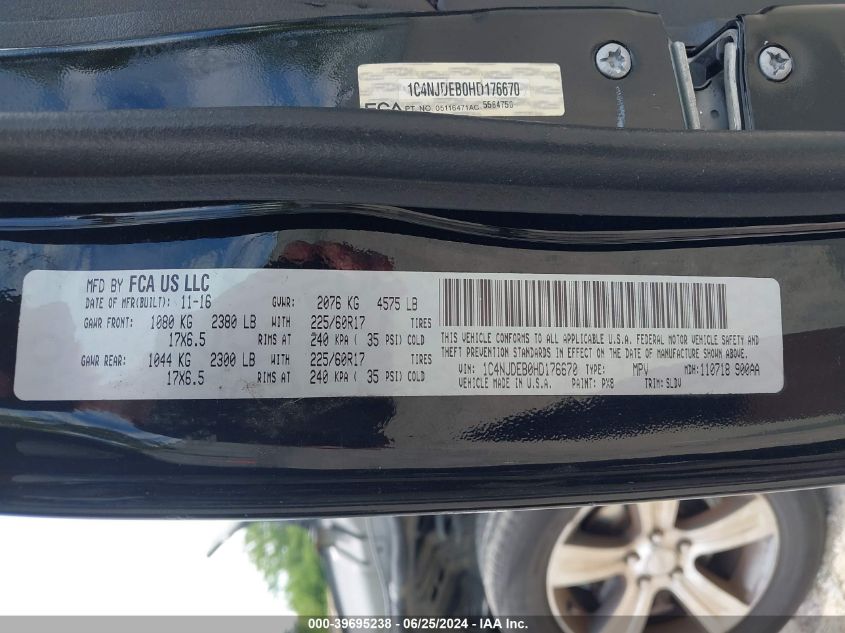 1C4NJDEB0HD176670
FCA PT. NO. 05116471AC 5564750
MFD BY FCA US LLC
DATE OF MFR(BUILT): 11-16 GVWR: 2076 KG 4575 LB
GAWR FRONT: 1080 KG 2380 LB WITH 225/60R17 TIRES
17X6.5 RIMS AT 240 KPA ( 35 PSI) COLD
GAWR REAR: 1044 KG 2300 LB WITH 225/60R17 TIRES
17X6.5 RIMS AT 240 KPA ( 35 PSI) COLD
THIS VEHICLE CONFORMS TO ALL APPLICABLE U.S.A. FEDERAL MOTOR VEHICLE SAFETY AND
THEFT PREVENTION STANDARDS IN EFFECT ON THE DATE OF MANUFACTURE SHOWN ABOVE.
VIN: 1C4NJDEB0HD176670 TYPE: MPV MDH: 110718 900AA
VEHICLE MADE IN U.S.A. PAINT: PX8 TRIM: SLDV
000-39695238 - 06/25/2024 - IAA Inc.